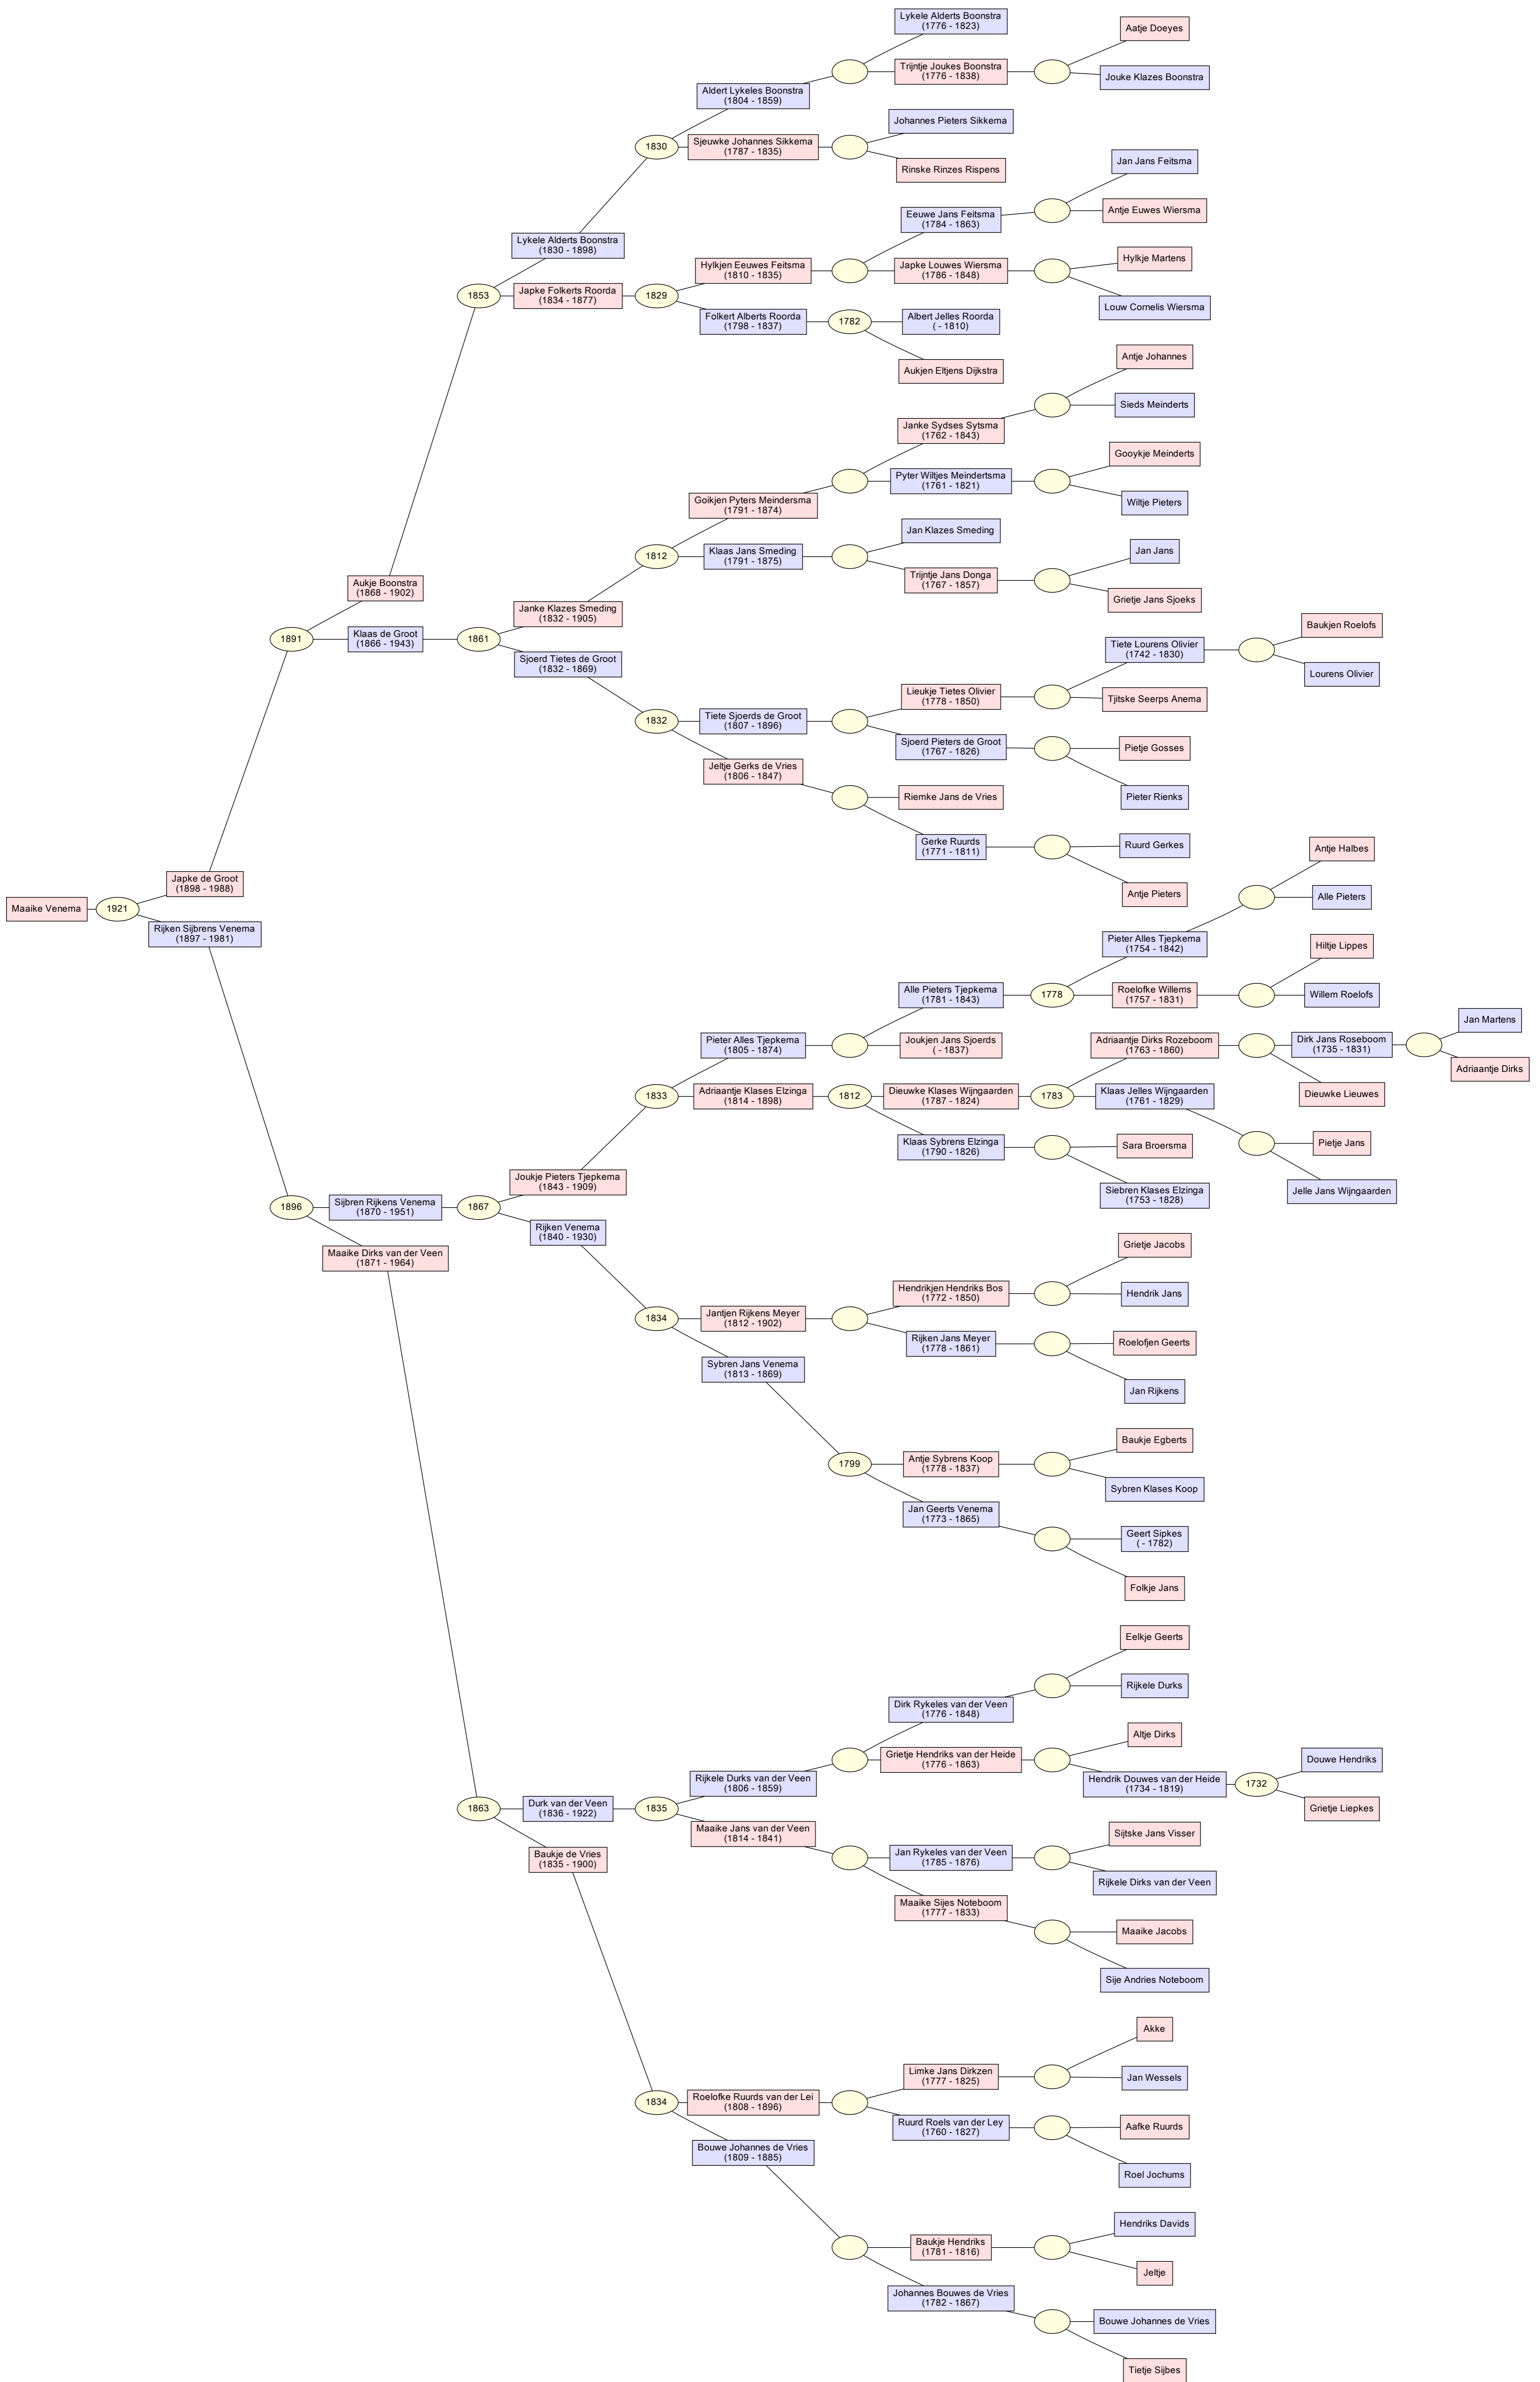 Lykele Alderts Boonstra
(1776 - 1823)
Aatje Doeyes
Trijntje Joukes Boonstra
(1776 - 1838)
Jouke Klazes Boonstra
Aldert Lykeles Boonstra
(1804 - 1859)
Johannes Pieters Sikkema
1830
Sjeuwke Johannes Sikkema
(1787 - 1835)
Rinske Rinzes Rispens
Jan Jans Feitsma
Eeuwe Jans Feitsma
(1784 - 1863)
Antje Euwes Wiersma
Lykele Alderts Boonstra
(1830 - 1898)
Hylkjen Eeuwes Feitsma
(1810 - 1835)
Japke Louwes Wiersma
(1786 - 1848)
Hylkje Martens
1853
Japke Folkerts Roorda
(1834 - 1877)
1829
Louw Cornelis Wiersma
Folkert Alberts Roorda
(1798 - 1837)
1782
Albert Jelles Roorda
( - 1810)
Aukjen Eltjens Dijkstra
Antje Johannes
Sieds Meinderts
Janke Sydses Sytsma
(1762 - 1843)
Gooykje Meinderts
Pyter Wiltjes Meindertsma
(1761 - 1821)
Wiltje Pieters
Goikjen Pyters Meindersma
(1791 - 1874)
Jan Klazes Smeding
1812
Klaas Jans Smeding
(1791 - 1875)
Jan Jans
Trijntje Jans Donga
(1767 - 1857)
Grietje Jans Sjoeks
Aukje Boonstra
(1868 - 1902)
Janke Klazes Smeding
(1832 - 1905)
1891
Klaas de Groot
(1866 - 1943)
1861
Baukjen Roelofs
Tiete Lourens Olivier
(1742 - 1830)
Lourens Olivier
Sjoerd Tietes de Groot
(1832 - 1869)
Lieukje Tietes Olivier
(1778 - 1850)
Tjitske Seerps Anema
1832
Tiete Sjoerds de Groot
(1807 - 1896)
Sjoerd Pieters de Groot
(1767 - 1826)
Pietje Gosses
Jeltje Gerks de Vries
(1806 - 1847)
Riemke Jans de Vries
Pieter Rienks
Gerke Ruurds
(1771 - 1811)
Ruurd Gerkes
Antje Halbes
Japke de Groot
(1898 - 1988)
Antje Pieters
Alle Pieters
Maaike Venema
1921
Rijken Sijbrens Venema
(1897 - 1981)
Pieter Alles Tjepkema
(1754 - 1842)
Hiltje Lippes
Alle Pieters Tjepkema
(1781 - 1843)
1778
Roelofke Willems
(1757 - 1831)
Willem Roelofs
Jan Martens
Pieter Alles Tjepkema
(1805 - 1874)
Joukjen Jans Sjoerds
( - 1837)
Adriaantje Dirks Rozeboom
(1763 - 1860)
Dirk Jans Roseboom
(1735 - 1831)
Adriaantje Dirks
1833
Adriaantje Klases Elzinga
(1814 - 1898)
1812
Dieuwke Klases Wijngaarden
(1787 - 1824)
1783
Klaas Jelles Wijngaarden
(1761 - 1829)
Dieuwke Lieuwes
Klaas Sybrens Elzinga
(1790 - 1826)
Sara Broersma
Pietje Jans
Siebren Klases Elzinga
(1753 - 1828)
Jelle Jans Wijngaarden
Joukje Pieters Tjepkema
(1843 - 1909)
1896
Sijbren Rijkens Venema
(1870 - 1951)
1867
Rijken Venema
(1840 - 1930)
Maaike Dirks van der Veen
(1871 - 1964)
Grietje Jacobs
Hendrikjen Hendriks Bos
(1772 - 1850)
Hendrik Jans
1834
Jantjen Rijkens Meyer
(1812 - 1902)
Rijken Jans Meyer
(1778 - 1861)
Roelofjen Geerts
Sybren Jans Venema
(1813 - 1869)
Jan Rijkens
Baukje Egberts
1799
Antje Sybrens Koop
(1778 - 1837)
Sybren Klases Koop
Jan Geerts Venema
(1773 - 1865)
Geert Sipkes
( - 1782)
Folkje Jans
Eelkje Geerts
Rijkele Durks
Dirk Rykeles van der Veen
(1776 - 1848)
Altje Dirks
Grietje Hendriks van der Heide
(1776 - 1863)
Douwe Hendriks
Rijkele Durks van der Veen
(1806 - 1859)
Hendrik Douwes van der Heide
(1734 - 1819)
1732
Grietje Liepkes
1863
Durk van der Veen
(1836 - 1922)
1835
Maaike Jans van der Veen
(1814 - 1841)
Sijtske Jans Visser
Jan Rykeles van der Veen
(1785 - 1876)
Baukje de Vries
(1835 - 1900)
Rijkele Dirks van der Veen
Maaike Sijes Noteboom
(1777 - 1833)
Maaike Jacobs
Sije Andries Noteboom
Akke
Limke Jans Dirkzen
(1777 - 1825)
Jan Wessels
1834
Roelofke Ruurds van der Lei
(1808 - 1896)
Ruurd Roels van der Ley
(1760 - 1827)
Aafke Ruurds
Bouwe Johannes de Vries
(1809 - 1885)
Roel Jochums
Hendriks Davids
Baukje Hendriks
(1781 - 1816)
Jeltje
Johannes Bouwes de Vries
(1782 - 1867)
Bouwe Johannes de Vries
Tietje Sijbes